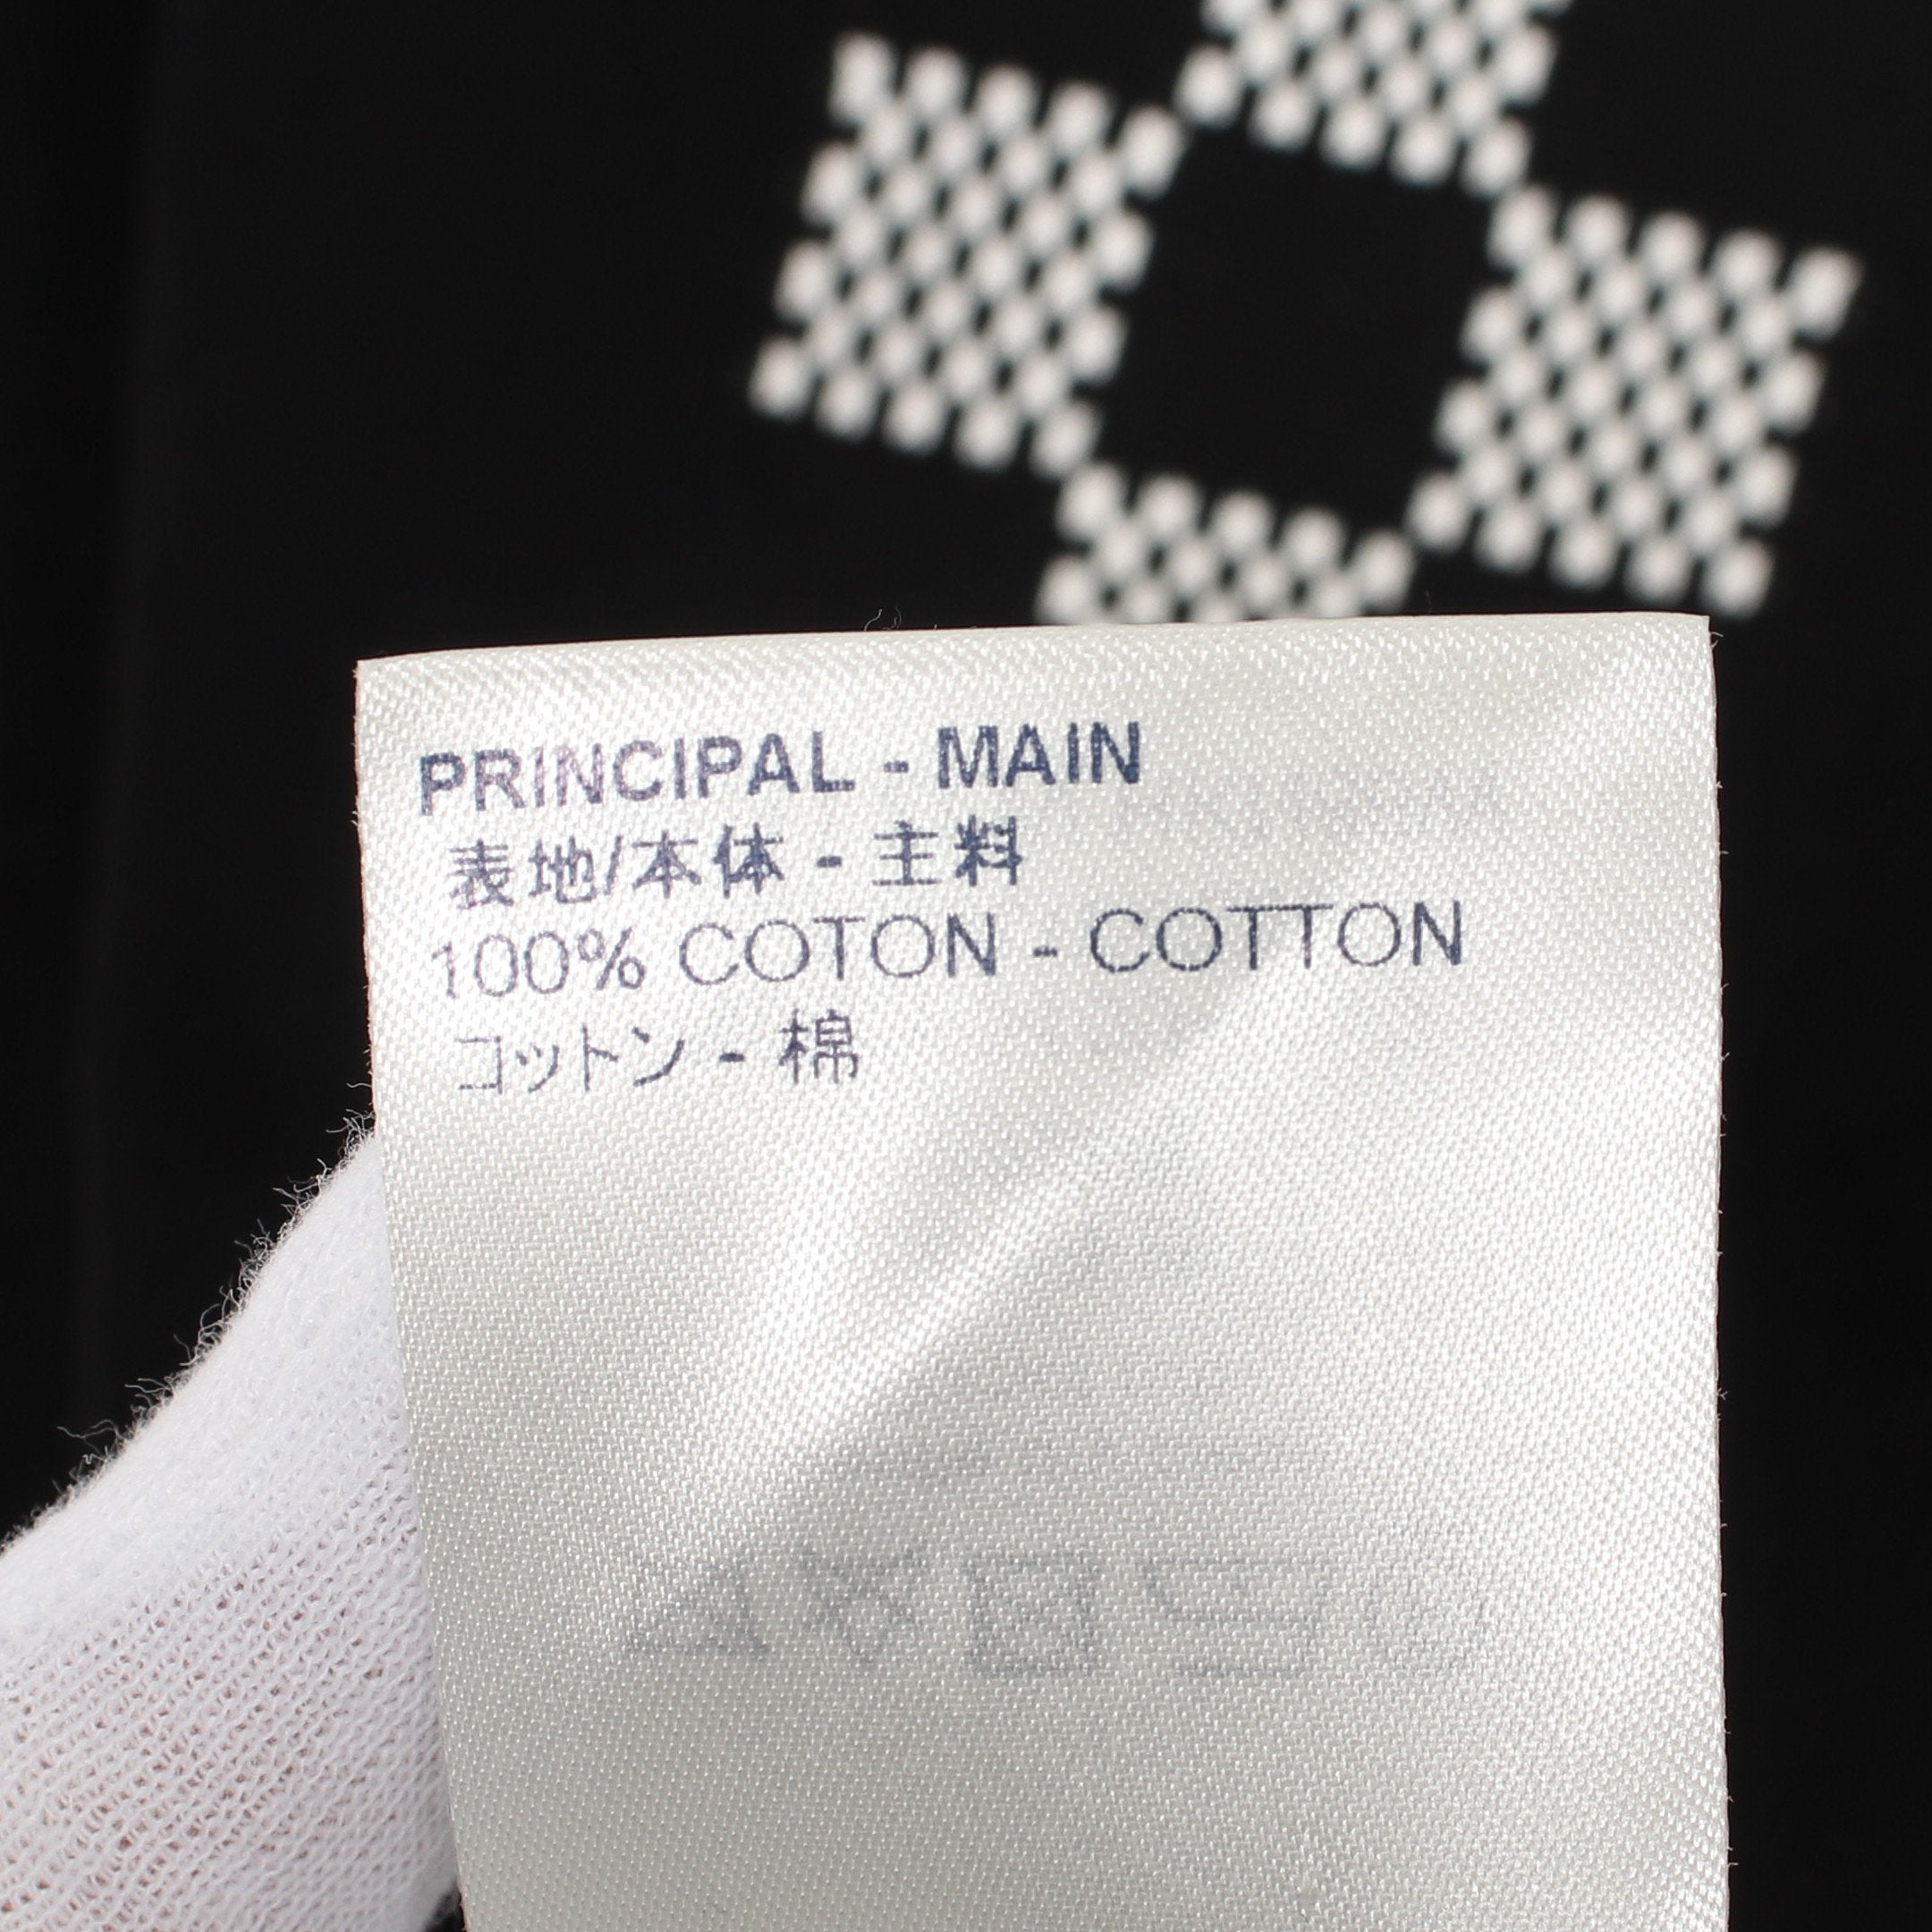 PRINCIPAL - MAIN
表地/本体 - 主料
100% COTON - COTTON
コットン - 棉